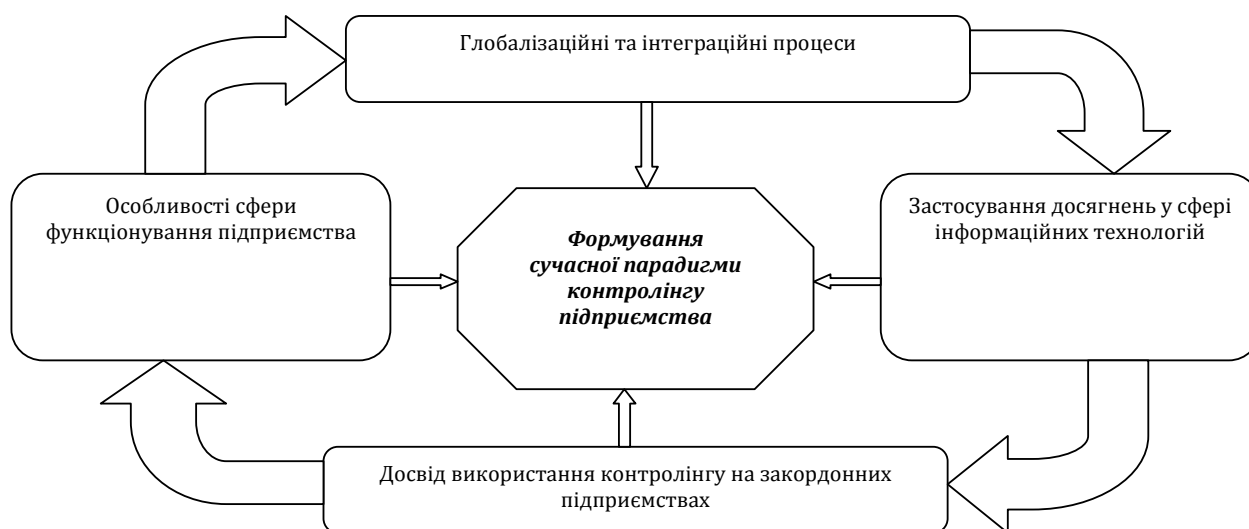 Глобалізаційні та інтеграційні процеси
Особливості сфери
функціонування підприємства
Формування
сучасної парадигми
контролінгу
підприємства
Застосування досягнень у сфері
інформаційних технологій
Досвід використання контролінгу на закордонних
підприємствах